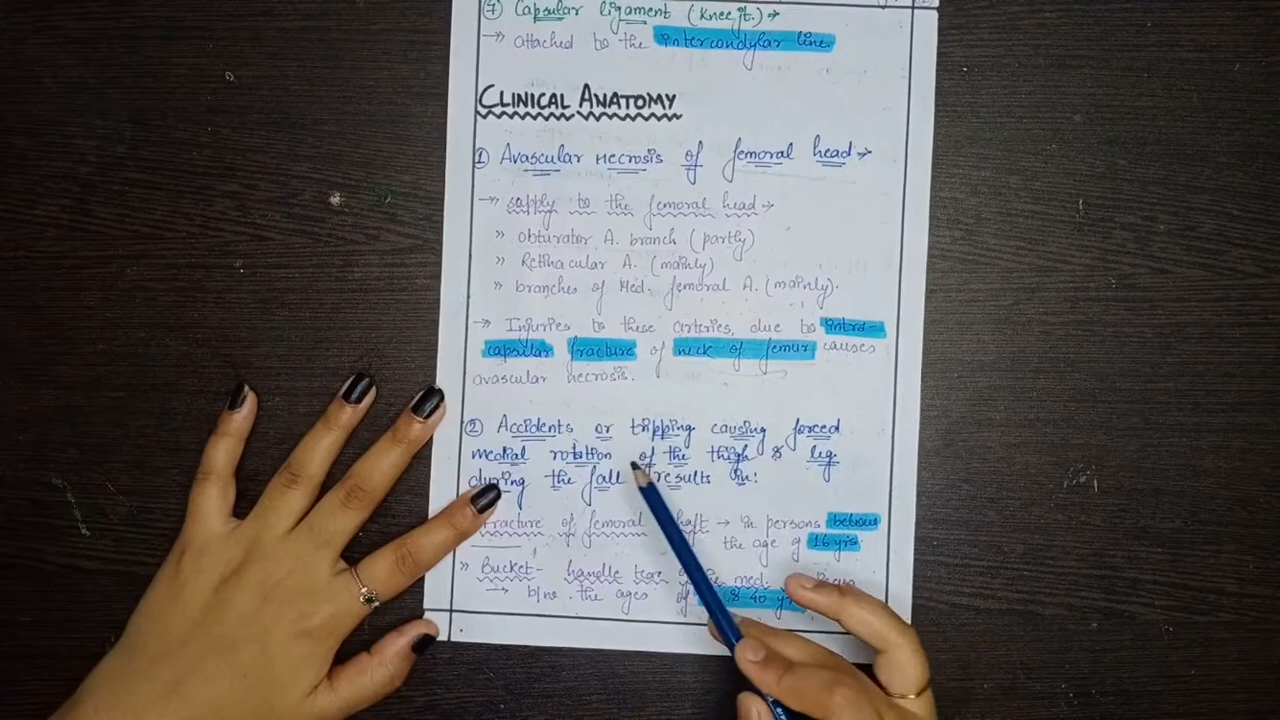 ⑦ Capsular ligament (Knee jt.) →
→ attached to the intercondylar line.
CLINICAL ANATOMY
① Avascular necrosis of femoral head →
→ supply to the femoral head →
» obturator A. branch (partly)
» Retinacular A. (mainly)
» branches of Med. femoral A. (mainly).
→ Injuries to these arteries, due to intra-
capsular fracture of neck of femur causes
avascular necrosis.
② Accidents or tripping causing forced
medial rotation of the thigh & leg
during the fall results in:
Fracture of femoral shaft → in persons below
the age of 16 yrs.
» Bucket-handle tear med.
→ b/w. the ages of & 40 yr